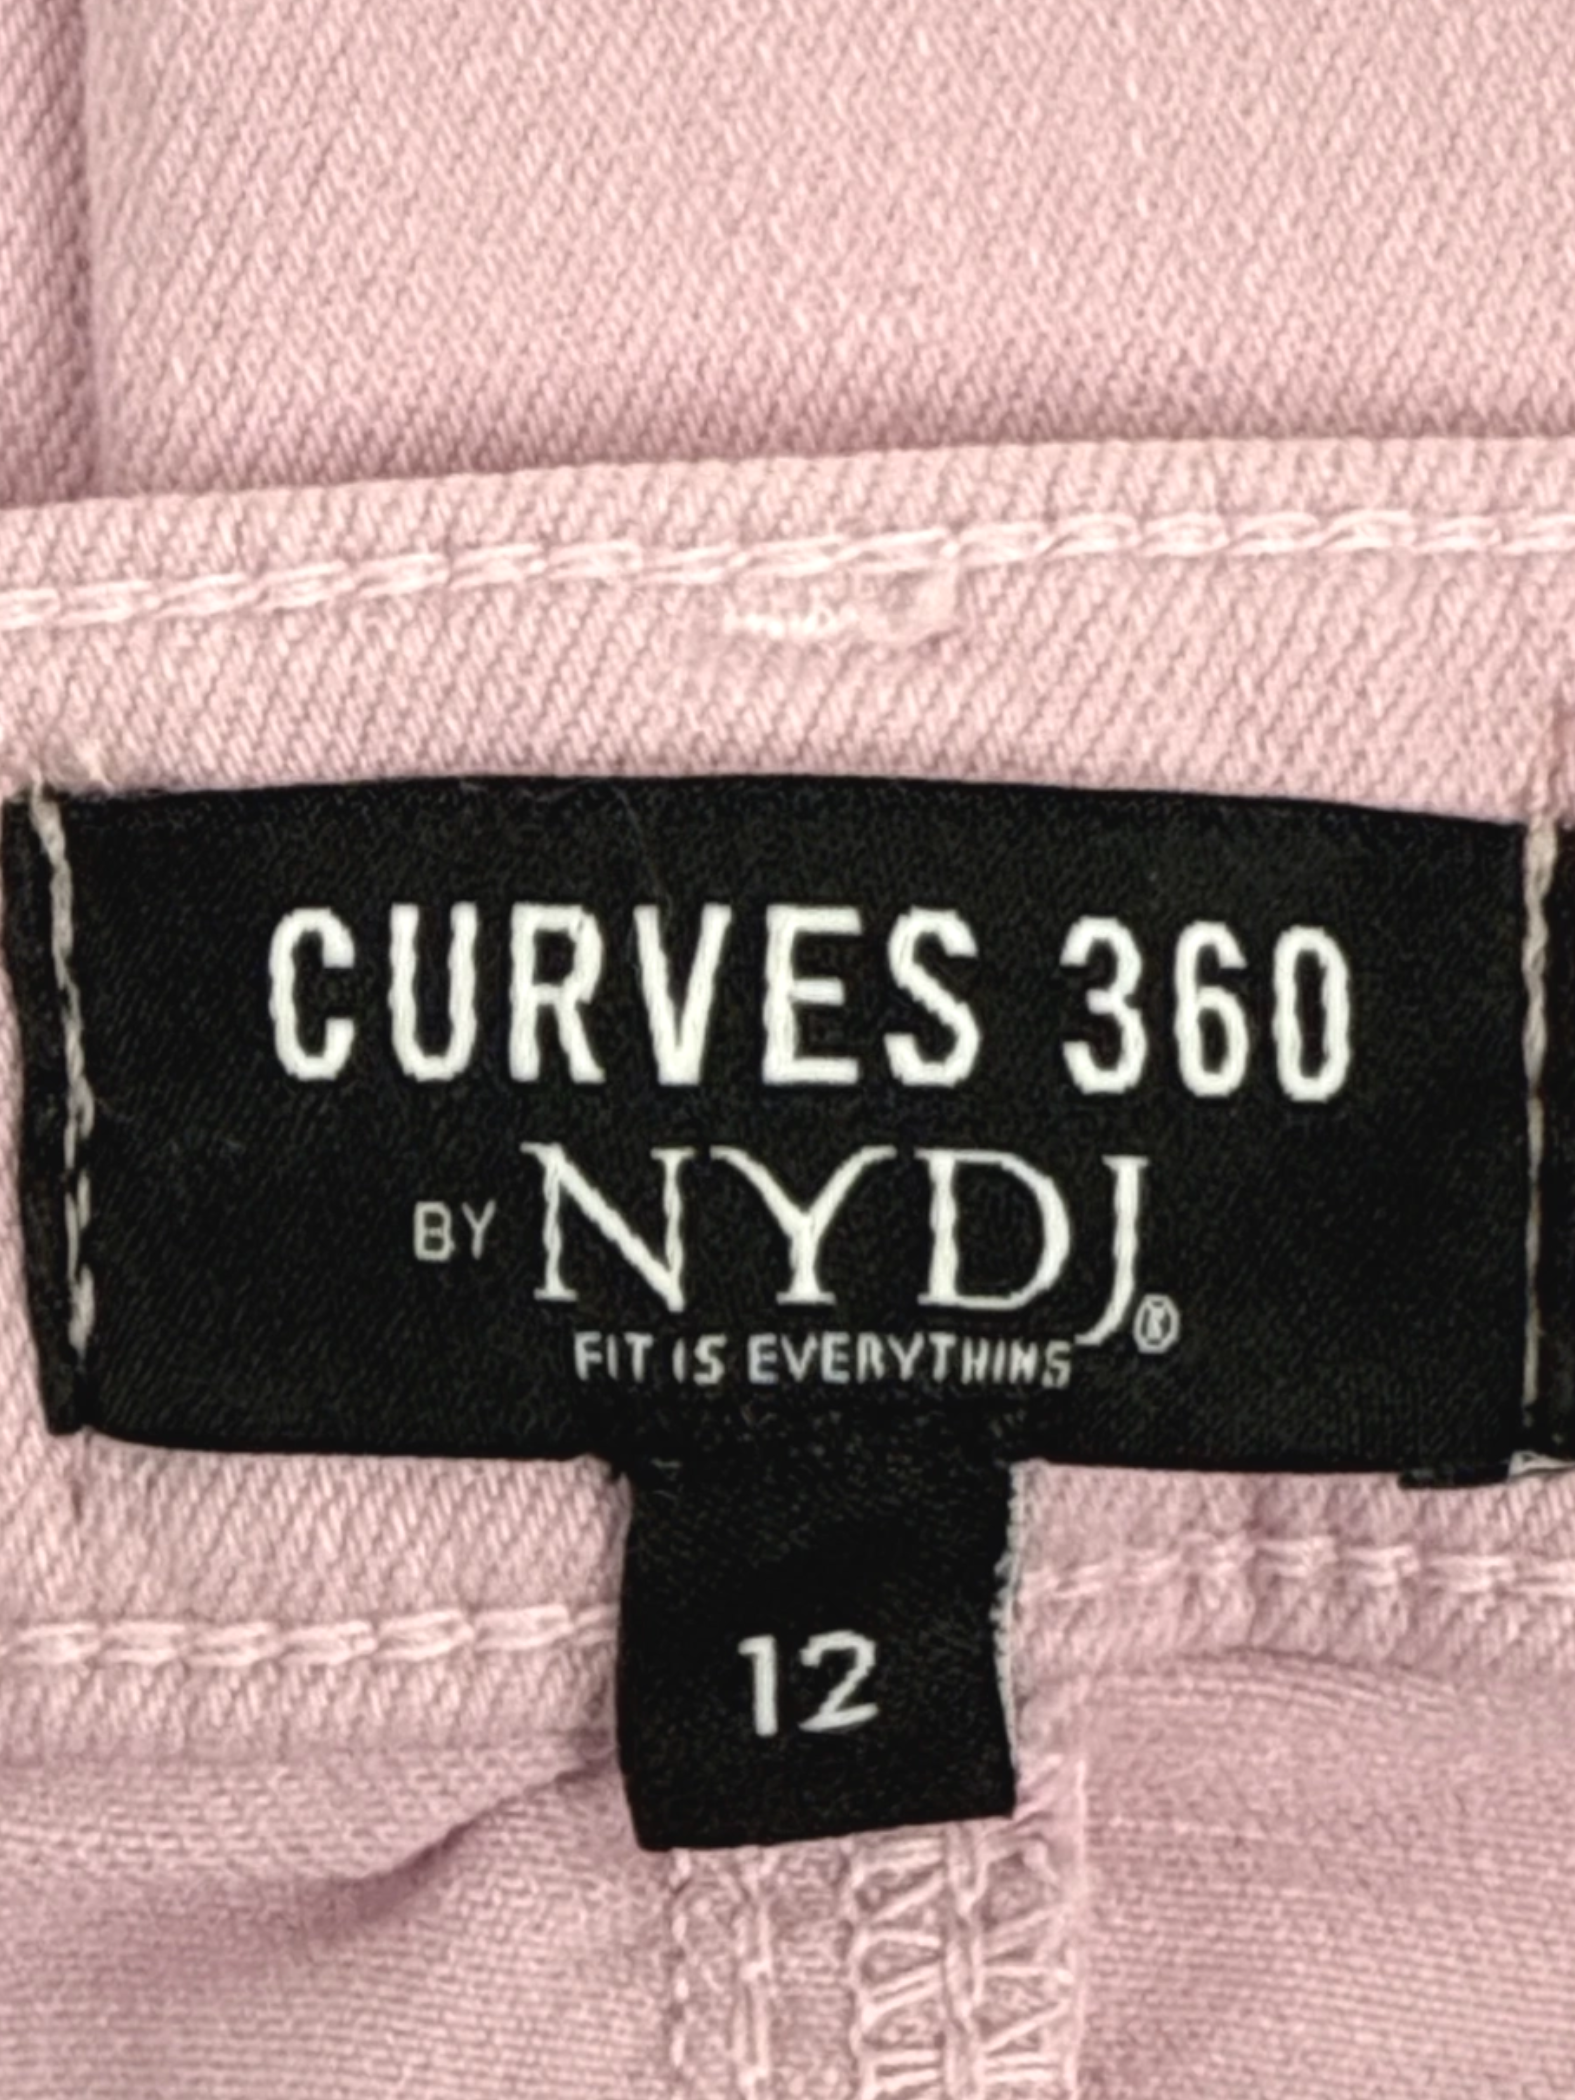 CURVES 360
BY NYDJ®
FIT IS EVERYTHING
12